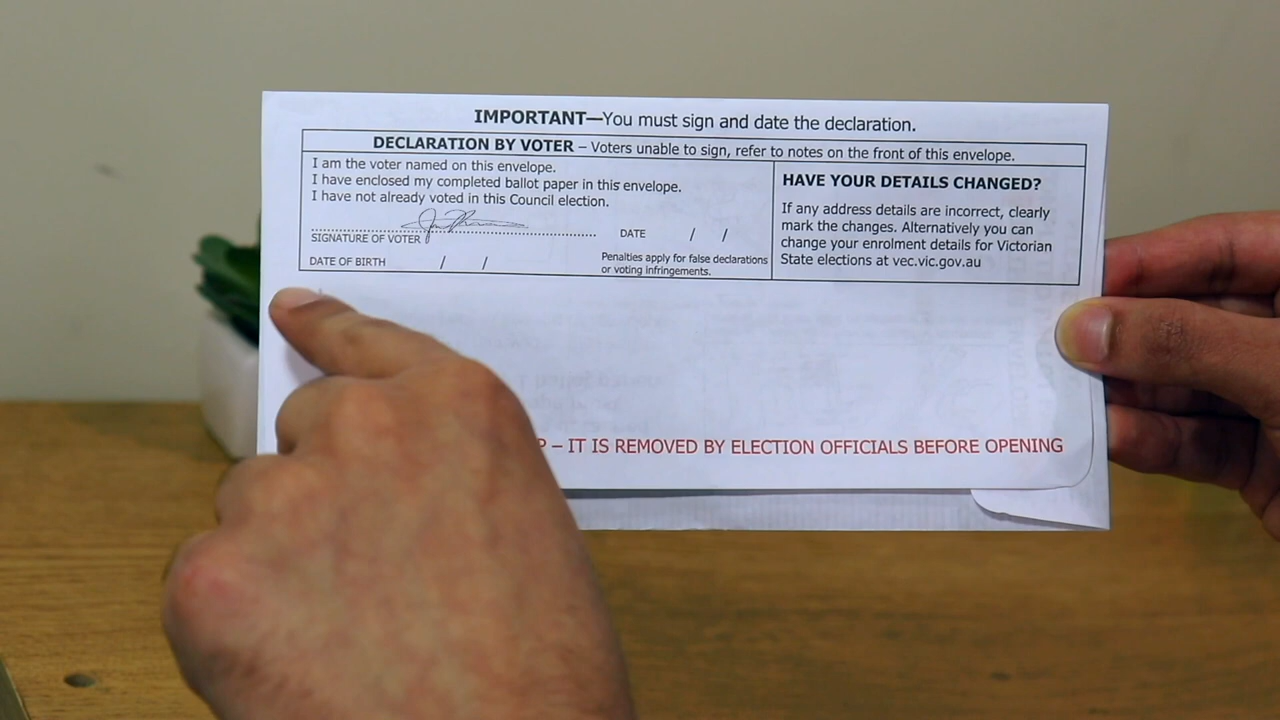 IMPORTANT—You must sign and date the declaration.
DECLARATION BY VOTER – Voters unable to sign, refer to notes on the front of this envelope.
I am the voter named on this envelope.
I have enclosed my completed ballot paper in this envelope.
I have not already voted in this Council election.
SIGNATURE OF VOTER
DATE / /
DATE OF BIRTH / /
Penalties apply for false declarations
or voting infringements.
HAVE YOUR DETAILS CHANGED?
If any address details are incorrect, clearly
mark the changes. Alternatively you can
change your enrolment details for Victorian
State elections at vec.vic.gov.au
– IT IS REMOVED BY ELECTION OFFICIALS BEFORE OPENING